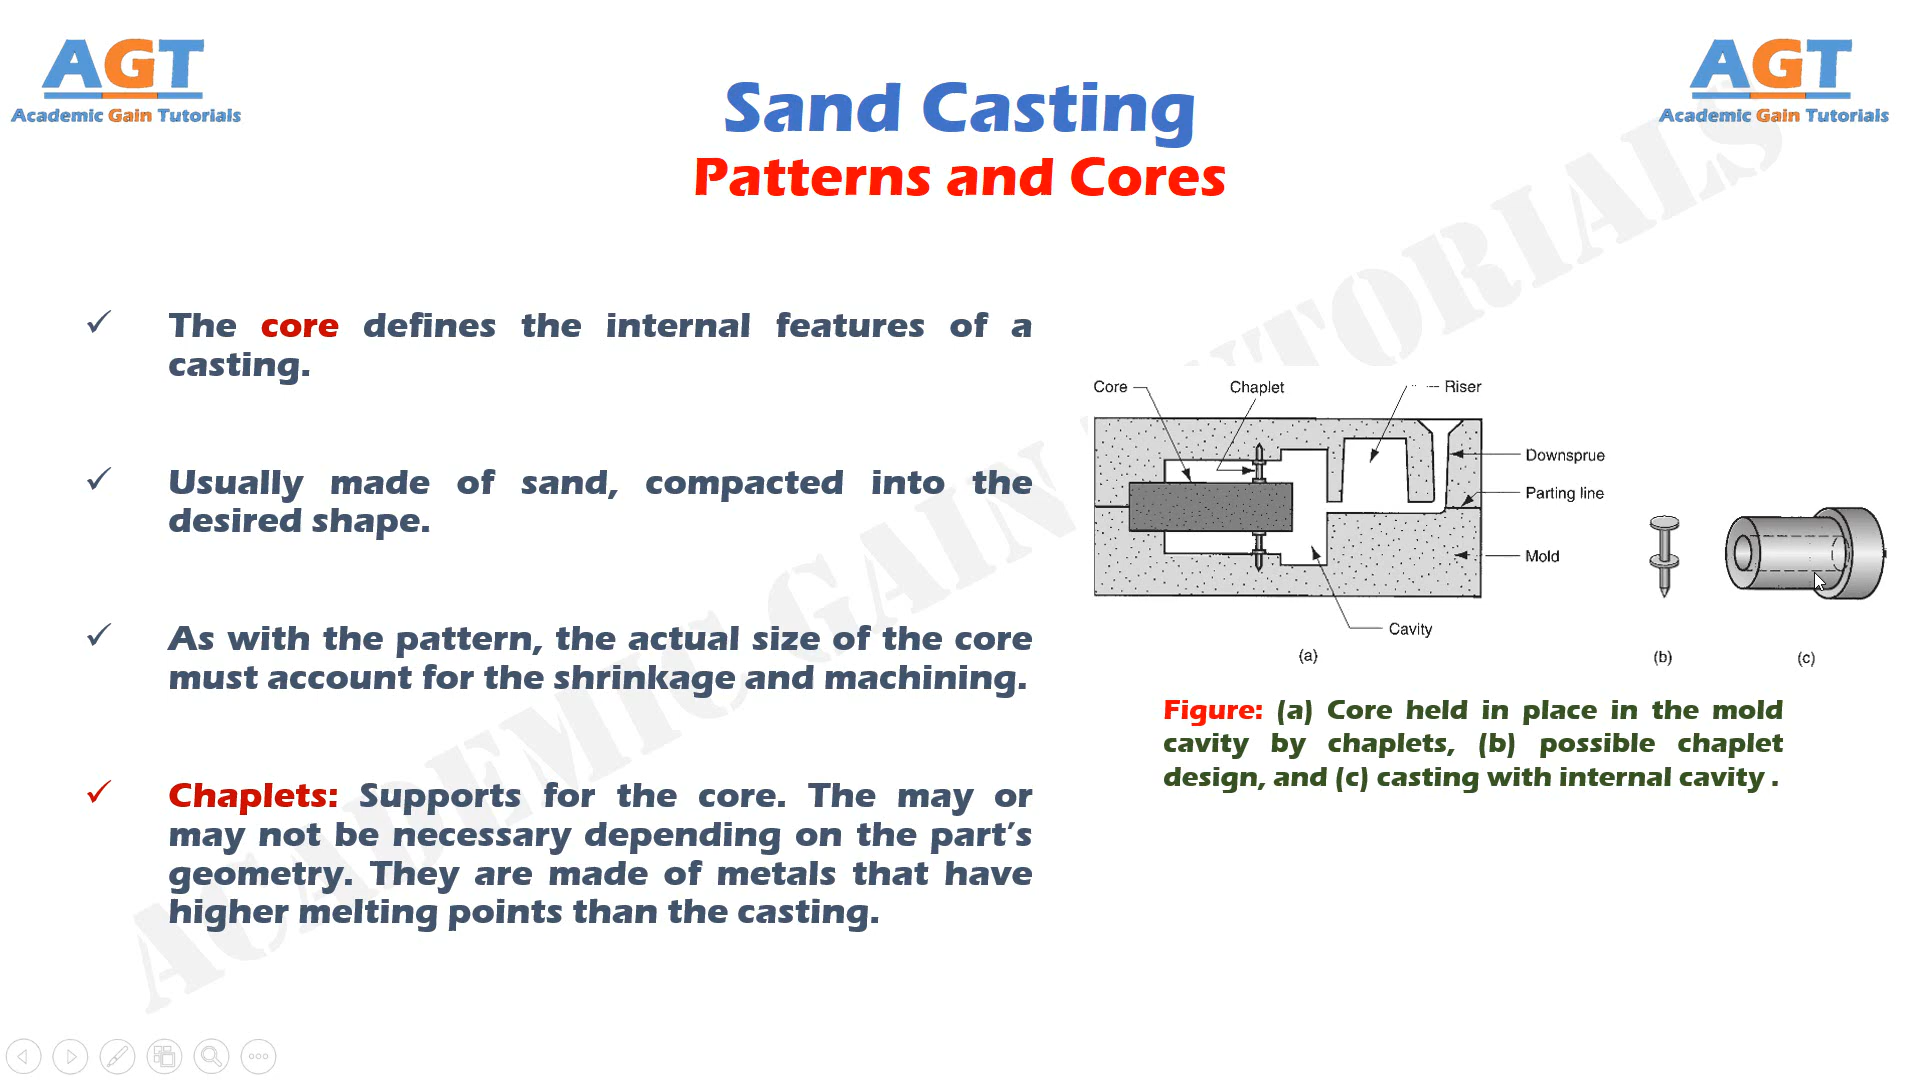 AGT
Academic Gain Tutorials
AGT
Academic Gain Tutorials
Sand Casting
Patterns and Cores
The core defines the internal features of a
casting.
Usually made of sand, compacted into the
desired shape.
As with the pattern, the actual size of the core
must account for the shrinkage and machining.
Chaplets: Supports for the core. The may or
may not be necessary depending on the part's
geometry. They are made of metals that have
higher melting points than the casting.
Core
Chaplet
Riser
Downsprue
Parting line
Mold
Cavity
(a)
(b)
(c)
Figure: (a) Core held in place in the mold
cavity by chaplets, (b) possible chaplet
design, and (c) casting with internal cavity .
ACADEMIC GAIN TUTORIALS